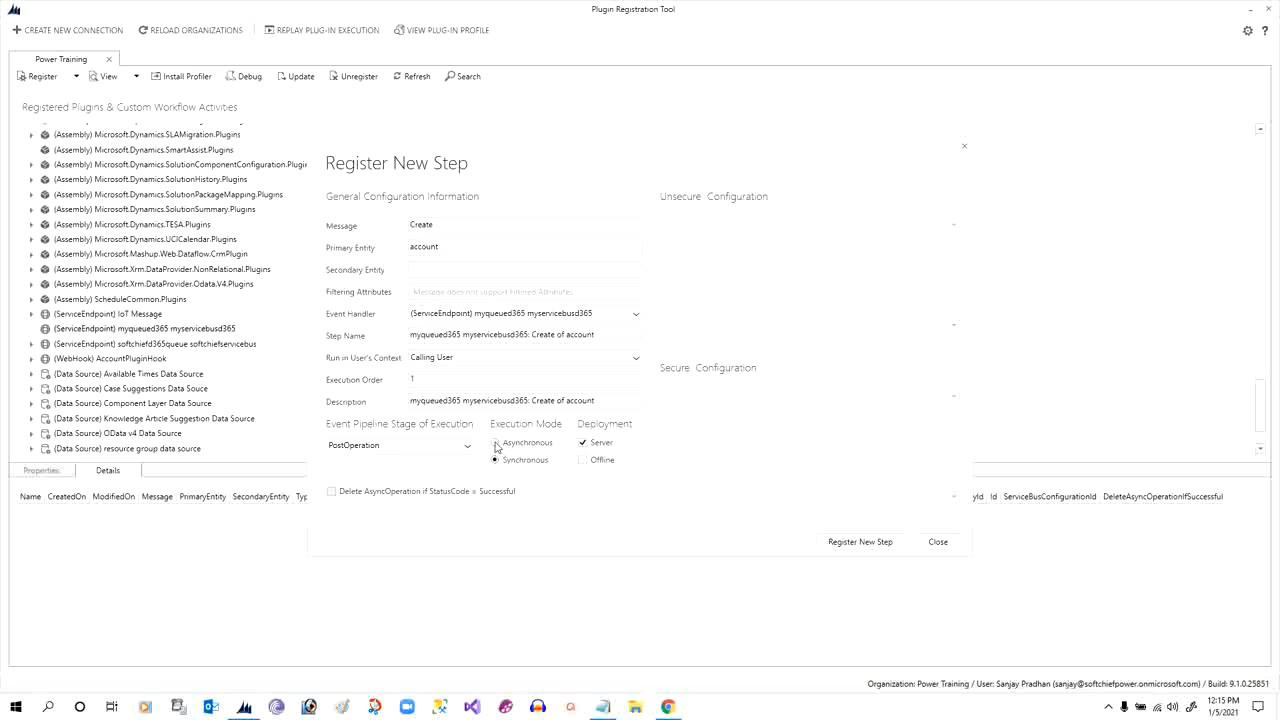 Plugin Registration Tool
CREATE NEW CONNECTION RELOAD ORGANIZATIONS REPLAY PLUG-IN EXECUTION VIEW PLUG-IN PROFILE
Power Training
Register View Install Profiler Debug Update Unregister Refresh Search
Registered Plugins & Custom Workflow Activities
(Assembly) Microsoft.Dynamics.SLAMigration.Plugins
(Assembly) Microsoft.Dynamics.SmartAssist.Plugins
(Assembly) Microsoft.Dynamics.SolutionComponentConfiguration.Plugin
(Assembly) Microsoft.Dynamics.SolutionHistory.Plugins
(Assembly) Microsoft.Dynamics.SolutionPackageMapping.Plugins
(Assembly) Microsoft.Dynamics.SolutionSummary.Plugins
(Assembly) Microsoft.Dynamics.TESA.Plugins
(Assembly) Microsoft.Dynamics.UCICalendar.Plugins
(Assembly) Microsoft.Mashup.Web.Dataflow.CrmPlugin
(Assembly) Microsoft.Xrm.DataProvider.NonRelational.Plugins
(Assembly) Microsoft.Xrm.DataProvider.Odata.V4.Plugins
(Assembly) ScheduleCommon.Plugins
(ServiceEndpoint) IoT Message
(ServiceEndpoint) myqueued365 myservicebusd365
(ServiceEndpoint) softchiefd365queue softchiefservicebus
(WebHook) AccountPluginHook
(Data Source) Available Times Data Source
(Data Source) Case Suggestions Data Souce
(Data Source) Component Layer Data Source
(Data Source) Knowledge Article Suggestion Data Source
(Data Source) OData v4 Data Source
(Data Source) resource group data source
Register New Step
General Configuration Information
Message Create
Primary Entity account
Secondary Entity
Filtering Attributes Message does not support Filtered Attributes
Event Handler (ServiceEndpoint) myqueued365 myservicebusd365
Step Name myqueued365 myservicebusd365: Create of account
Run in User's Context Calling User
Execution Order 1
Description myqueued365 myservicebusd365: Create of account
Event Pipeline Stage of Execution Execution Mode Deployment
PostOperation Asynchronous Server
Synchronous Offline
Delete AsyncOperation if StatusCode = Successful
Unsecure Configuration
Secure Configuration
Register New Step Close
Properties: Details
Name CreatedOn ModifiedOn Message PrimaryEntity SecondaryEntity Typ
Id ServiceBusConfigurationId DeleteAsyncOperationIfSuccessful
Organization: Power Training / User: Sanjay Pradhan (sanjay@softchiefpower.onmicrosoft.com) / Build: 9.1.0.25851
12:15 PM
1/5/2021